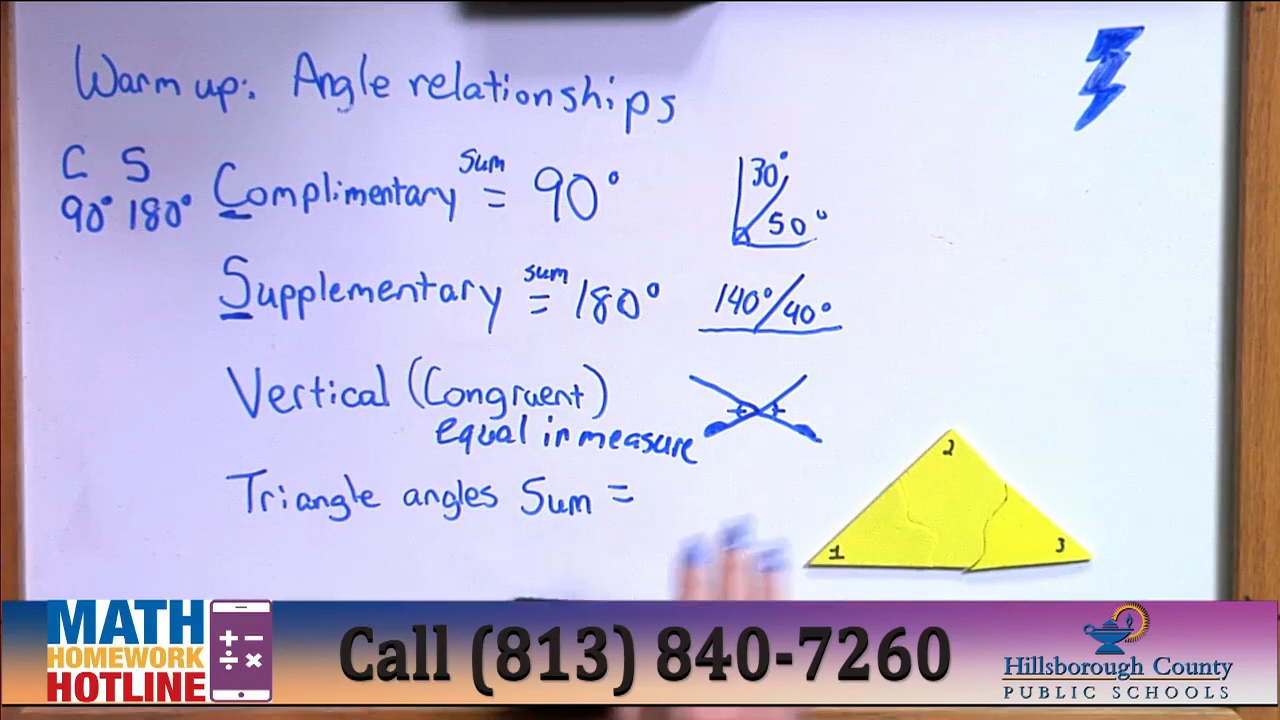 Warm up: Angle relationships
C S
90° 180°
Complimentary sum = 90°
30°
50°
Supplementary sum = 180°
140° 40°
Vertical (Congruent)
equal in measure
Triangle angles Sum =
2
1
3
MATH
HOMEWORK
HOTLINE
+ −
÷ ×
Call (813) 840-7260
Hillsborough County
PUBLIC SCHOOLS